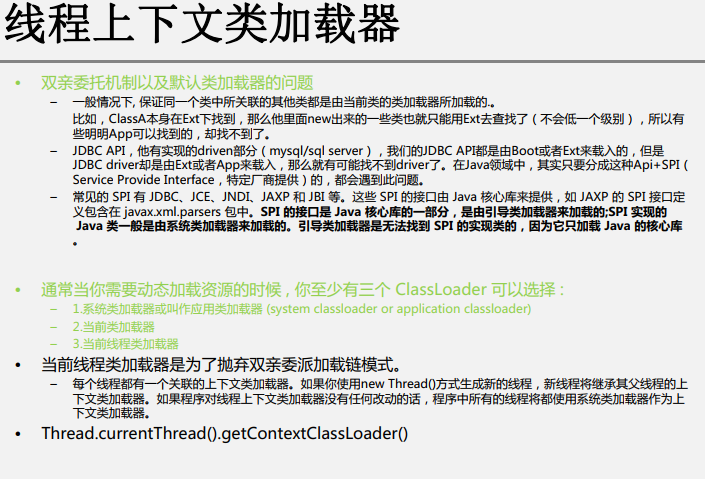 线程上下文类加载器
• 双亲委托机制以及默认类加载器的问题
– 一般情况下, 保证同一个类中所关联的其他类都是由当前类的类加载器所加载的.。
比如，ClassA本身在Ext下找到，那么他里面new出来的一些类也就只能用Ext去查找了（不会低一个级别），所以有
些明明App可以找到的，却找不到了。
– JDBC API，他有实现的driven部分（mysql/sql server），我们的JDBC API都是由Boot或者Ext来载入的，但是
JDBC driver却是由Ext或者App来载入，那么就有可能找不到driver了。在Java领域中，其实只要分成这种Api+SPI（
Service Provide Interface，特定厂商提供）的，都会遇到此问题。
– 常见的 SPI 有 JDBC、JCE、JNDI、JAXP 和 JBI 等。这些 SPI 的接口由 Java 核心库来提供，如 JAXP 的 SPI 接口定
义包含在 javax.xml.parsers 包中。SPI 的接口是 Java 核心库的一部分，是由引导类加载器来加载的;SPI 实现的
Java 类一般是由系统类加载器来加载的。引导类加载器是无法找到 SPI 的实现类的，因为它只加载 Java 的核心库
。
• 通常当你需要动态加载资源的时候 , 你至少有三个 ClassLoader 可以选择 :
– 1.系统类加载器或叫作应用类加载器 (system classloader or application classloader)
– 2.当前类加载器
– 3.当前线程类加载器
• 当前线程类加载器是为了抛弃双亲委派加载链模式。
– 每个线程都有一个关联的上下文类加载器。如果你使用new Thread()方式生成新的线程，新线程将继承其父线程的上
下文类加载器。如果程序对线程上下文类加载器没有任何改动的话，程序中所有的线程将都使用系统类加载器作为上
下文类加载器。
• Thread.currentThread().getContextClassLoader()